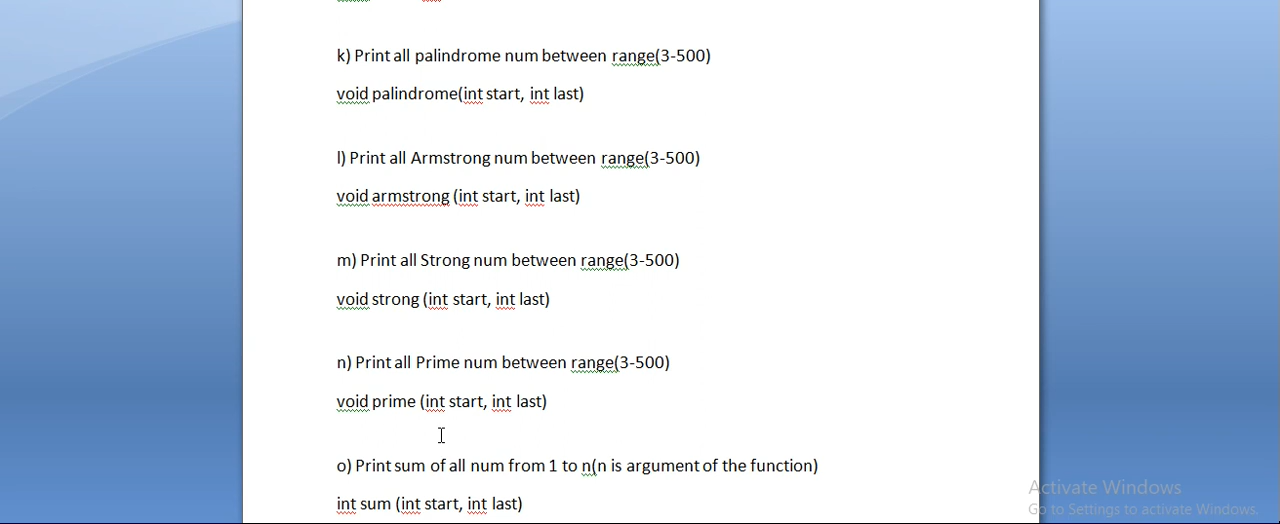 k) Print all palindrome num between range(3-500)
void palindrome(int start, int last)
l) Print all Armstrong num between range(3-500)
void armstrong (int start, int last)
m) Print all Strong num between range(3-500)
void strong (int start, int last)
n) Print all Prime num between range(3-500)
void prime (int start, int last)
o) Print sum of all num from 1 to n(n is argument of the function)
int sum (int start, int last)
Activate Windows
Go to Settings to activate Windows.